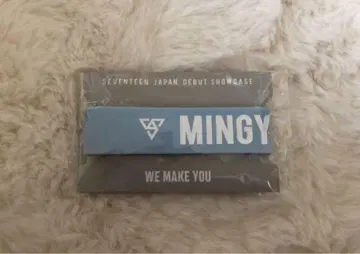 SEVENTEEN JAPAN DEBUT SHOWCASE
MINGY
WE MAKE YOU